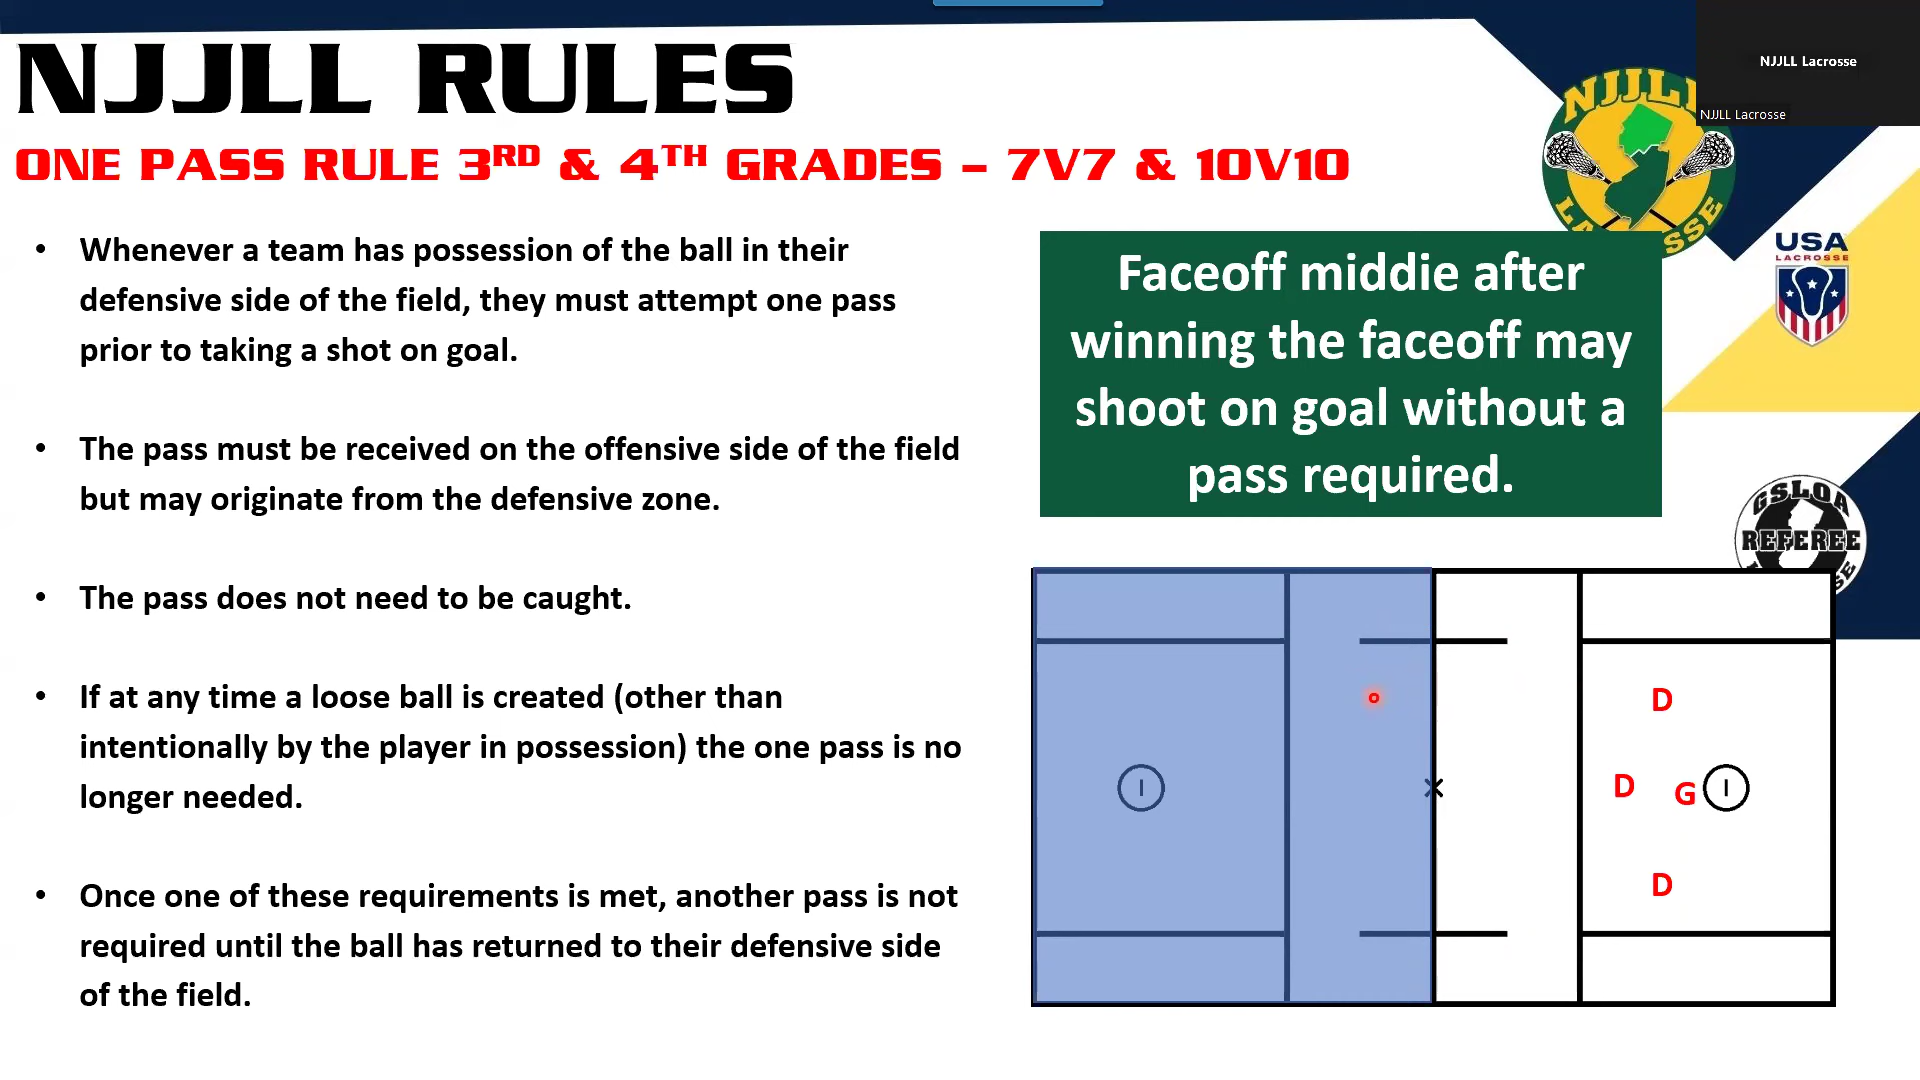 NJJLL RULES
ONE PASS RULE 3RD & 4TH GRADES – 7V7 & 10V10
• Whenever a team has possession of the ball in their
defensive side of the field, they must attempt one pass
prior to taking a shot on goal.
• The pass must be received on the offensive side of the field
but may originate from the defensive zone.
• The pass does not need to be caught.
• If at any time a loose ball is created (other than
intentionally by the player in possession) the one pass is no
longer needed.
• Once one of these requirements is met, another pass is not
required until the ball has returned to their defensive side
of the field.
Faceoff middie after
winning the faceoff may
shoot on goal without a
pass required.
NJJLL Lacrosse
NJJLL Lacrosse
NJJLL
USA
LACROSSE
GSLOA
REFEREE
D
D
G
D
X